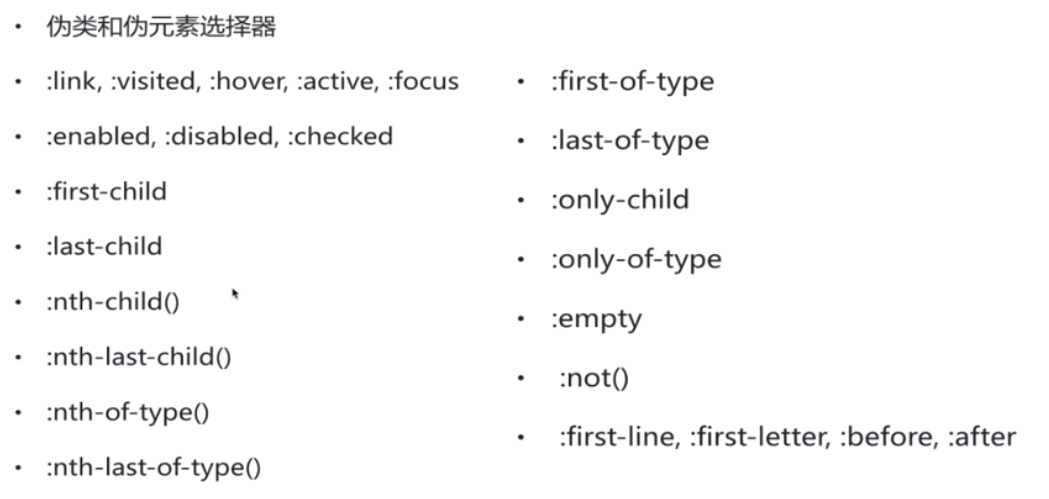 • 伪类和伪元素选择器
• :link, :visited, :hover, :active, :focus
• :enabled, :disabled, :checked
• :first-child
• :last-child
• :nth-child()
• :nth-last-child()
• :nth-of-type()
• :nth-last-of-type()
• :first-of-type
• :last-of-type
• :only-child
• :only-of-type
• :empty
• :not()
• :first-line, :first-letter, :before, :after